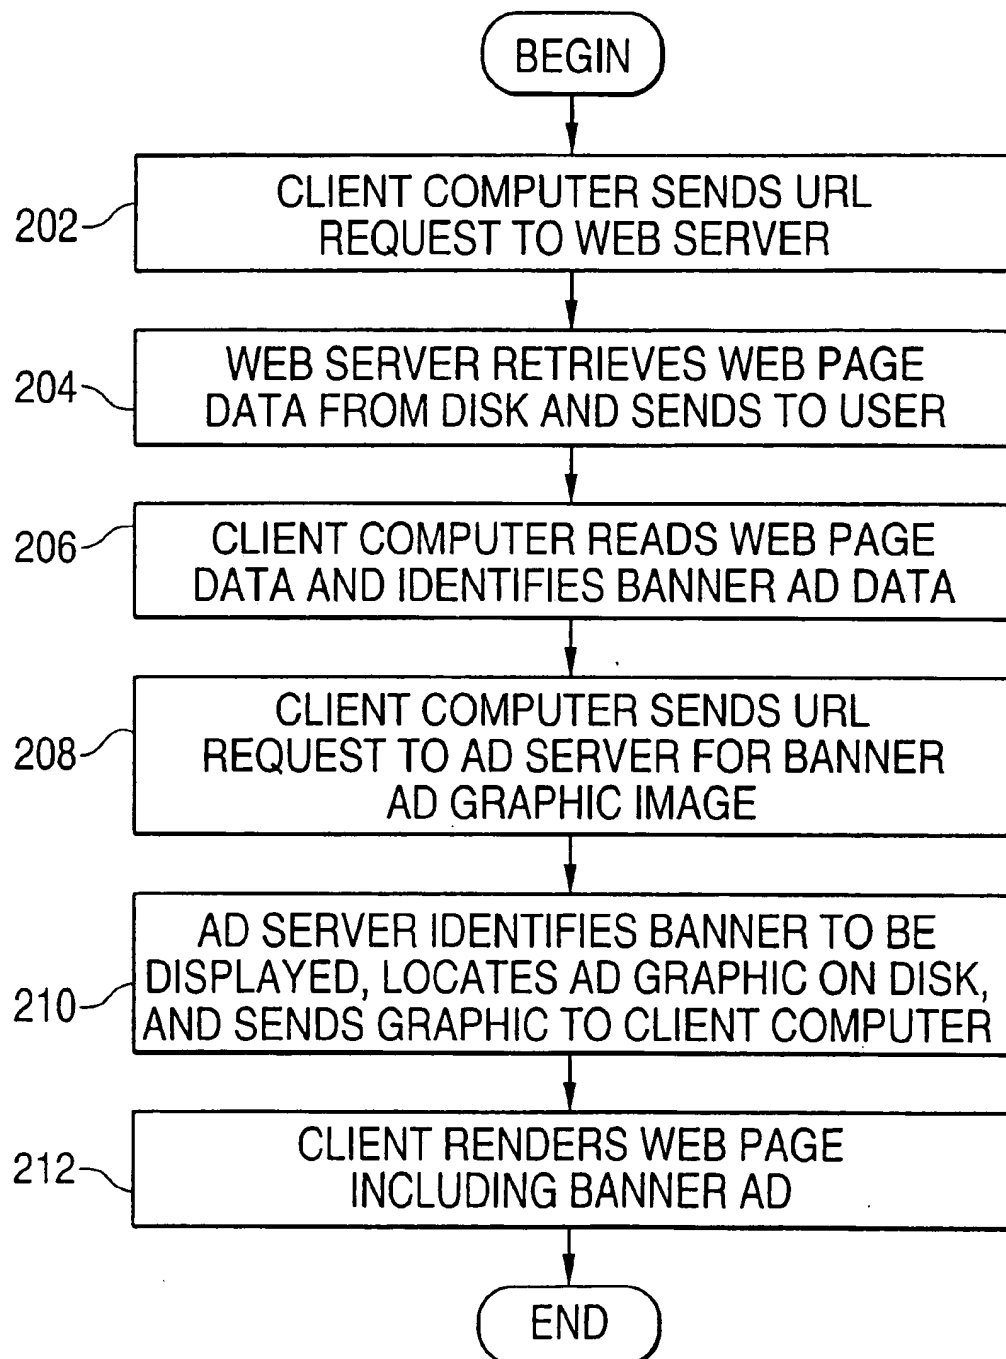 BEGIN
202
CLIENT COMPUTER SENDS URL
REQUEST TO WEB SERVER
204
WEB SERVER RETRIEVES WEB PAGE
DATA FROM DISK AND SENDS TO USER
206
CLIENT COMPUTER READS WEB PAGE
DATA AND IDENTIFIES BANNER AD DATA
208
CLIENT COMPUTER SENDS URL
REQUEST TO AD SERVER FOR BANNER
AD GRAPHIC IMAGE
210
AD SERVER IDENTIFIES BANNER TO BE
DISPLAYED, LOCATES AD GRAPHIC ON DISK,
AND SENDS GRAPHIC TO CLIENT COMPUTER
212
CLIENT RENDERS WEB PAGE
INCLUDING BANNER AD
END